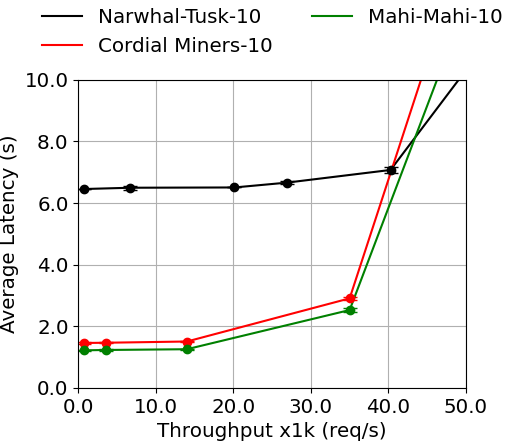 Narwhal-Tusk-10
Cordial Miners-10
Mahi-Mahi-10
Average Latency (s)
10.0
8.0
6.0
4.0
2.0
0.0
0.0 10.0 20.0 30.0 40.0 50.0
Throughput x1k (req/s)